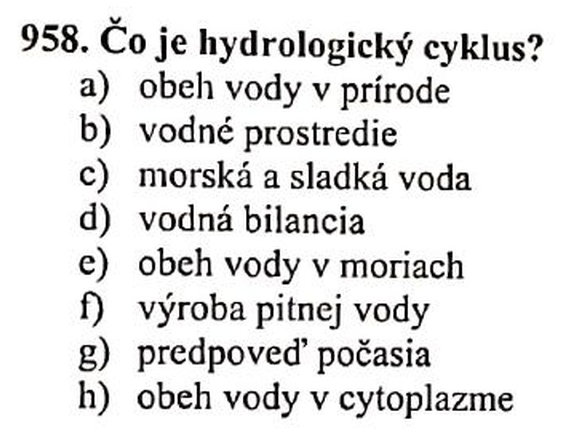 958. Čo je hydrologický cyklus?
a) obeh vody v prírode
b) vodné prostredie
c) morská a sladká voda
d) vodná bilancia
e) obeh vody v moriach
f) výroba pitnej vody
g) predpoveď počasia
h) obeh vody v cytoplazme